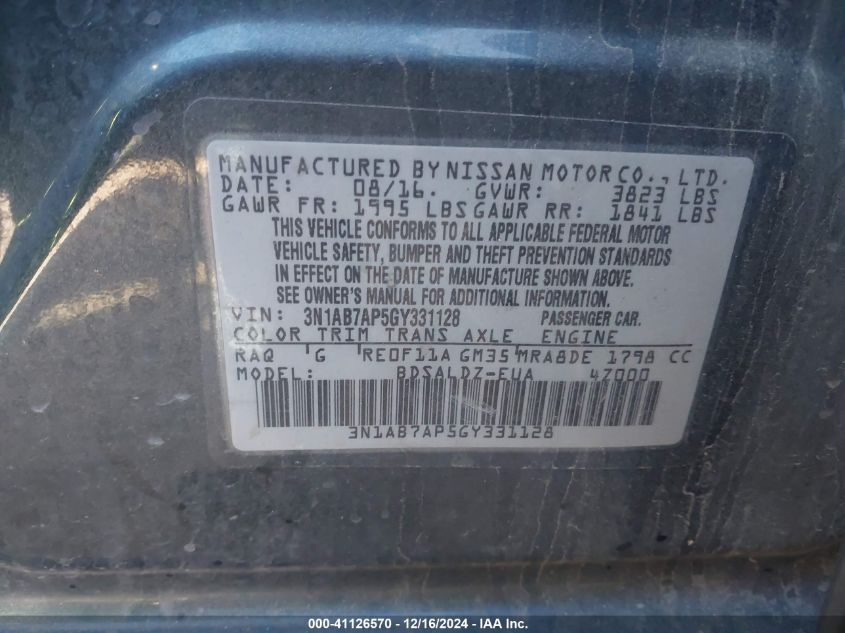 MANUFACTURED BY NISSAN MOTOR CO., LTD.
DATE: 08/16. GVWR: 3823 LBS
GAWR FR: 1995 LBS GAWR RR: 1841 LBS
THIS VEHICLE CONFORMS TO ALL APPLICABLE FEDERAL MOTOR
VEHICLE SAFETY, BUMPER AND THEFT PREVENTION STANDARDS
IN EFFECT ON THE DATE OF MANUFACTURE SHOWN ABOVE.
SEE OWNER'S MANUAL FOR ADDITIONAL INFORMATION.
VIN: 3N1AB7AP5GY331128 PASSENGER CAR.
COLOR TRIM TRANS AXLE ENGINE
RAQ G RE0F11A GM35 MRA8DE 1798 CC
MODEL: BDSALDZ-EUA 4Z000
3N1AB7AP5GY331128
000-41126570 - 12/16/2024 - IAA Inc.